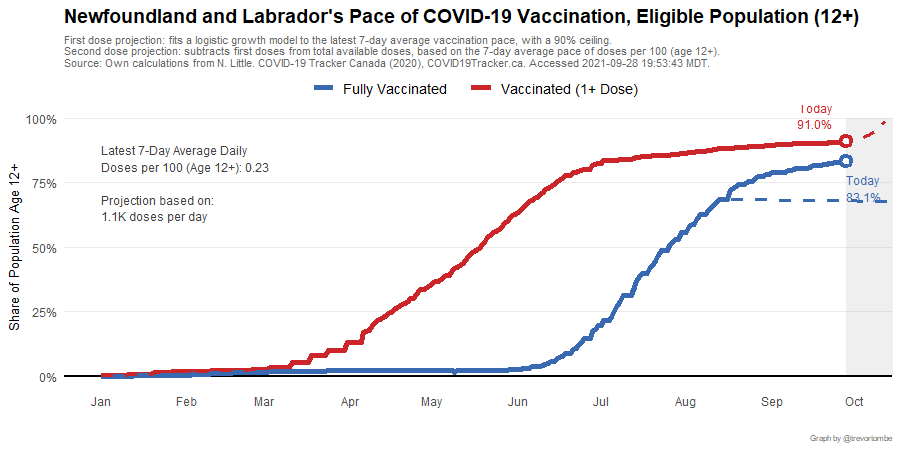 Newfoundland and Labrador's Pace of COVID-19 Vaccination, Eligible Population (12+)
First dose projection: fits a logistic growth model to the latest 7-day average vaccination pace, with a 90% ceiling.
Second dose projection: subtracts first doses from total available doses, based on the 7-day average pace of doses per 100 (age 12+).
Source: Own calculations from N. Little. COVID-19 Tracker Canada (2020), COVID19Tracker.ca. Accessed 2021-09-28 19:53:43 MDT.
Fully Vaccinated
Vaccinated (1+ Dose)
Share of Population Age 12+
100%
75%
50%
25%
0%
Latest 7-Day Average Daily
Doses per 100 (Age 12+): 0.23
Projection based on:
1.1K doses per day
Today
91.0%
Today
83.1%
Jan
Feb
Mar
Apr
May
Jun
Jul
Aug
Sep
Oct
Graph by @trevortombe